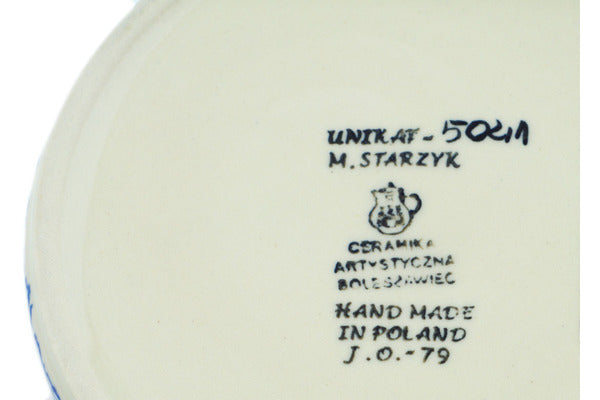 UNIKAT - 5041
M. STARZYK
CERAMIKA
ARTYSTYCZNA
BOLESŁAWIEC
HAND MADE
IN POLAND
J.O.-79